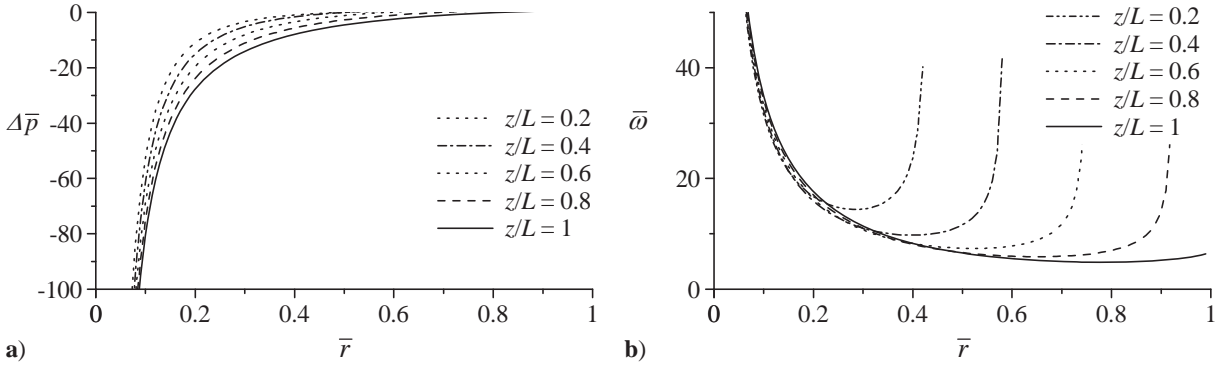 0
-20
-40
-60
-80
-100
Δp̅
0
0.2
0.4
0.6
0.8
1
r̅
z/L = 0.2
z/L = 0.4
z/L = 0.6
z/L = 0.8
z/L = 1
a)
40
20
0
ω̅
0
0.2
0.4
0.6
0.8
1
r̅
z/L = 0.2
z/L = 0.4
z/L = 0.6
z/L = 0.8
z/L = 1
b)